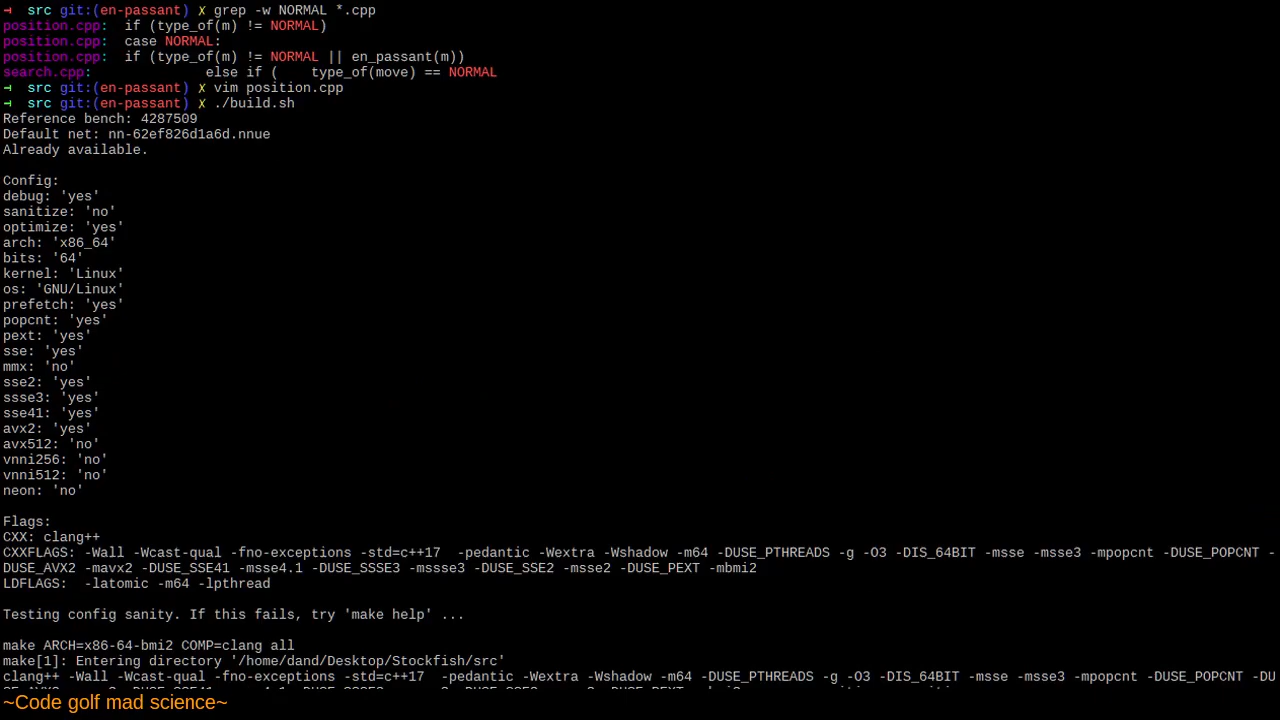 → src git:(en-passant) ✗ grep -w NORMAL *.cpp
position.cpp:  if (type_of(m) != NORMAL)
position.cpp:  case NORMAL:
position.cpp:  if (type_of(m) != NORMAL || en_passant(m))
search.cpp:              else if (    type_of(move) == NORMAL
→ src git:(en-passant) ✗ vim position.cpp
→ src git:(en-passant) ✗ ./build.sh
Reference bench: 4287509
Default net: nn-62ef826d1a6d.nnue
Already available.
Config:
debug: 'yes'
sanitize: 'no'
optimize: 'yes'
arch: 'x86_64'
bits: '64'
kernel: 'Linux'
os: 'GNU/Linux'
prefetch: 'yes'
popcnt: 'yes'
pext: 'yes'
sse: 'yes'
mmx: 'no'
sse2: 'yes'
ssse3: 'yes'
sse41: 'yes'
avx2: 'yes'
avx512: 'no'
vnni256: 'no'
vnni512: 'no'
neon: 'no'
Flags:
CXX: clang++
CXXFLAGS: -Wall -Wcast-qual -fno-exceptions -std=c++17  -pedantic -Wextra -Wshadow -m64 -DUSE_PTHREADS -g -O3 -DIS_64BIT -msse -msse3 -mpopcnt -DUSE_POPCNT -
DUSE_AVX2 -mavx2 -DUSE_SSE41 -msse4.1 -DUSE_SSSE3 -mssse3 -DUSE_SSE2 -msse2 -DUSE_PEXT -mbmi2
LDFLAGS:  -latomic -m64 -lpthread
Testing config sanity. If this fails, try 'make help' ...
make ARCH=x86-64-bmi2 COMP=clang all
make[1]: Entering directory '/home/dand/Desktop/Stockfish/src'
clang++ -Wall -Wcast-qual -fno-exceptions -std=c++17  -pedantic -Wextra -Wshadow -m64 -DUSE_PTHREADS -g -O3 -DIS_64BIT -msse -msse3 -mpopcnt -DUSE_POPCNT -DU
~Code golf mad science~